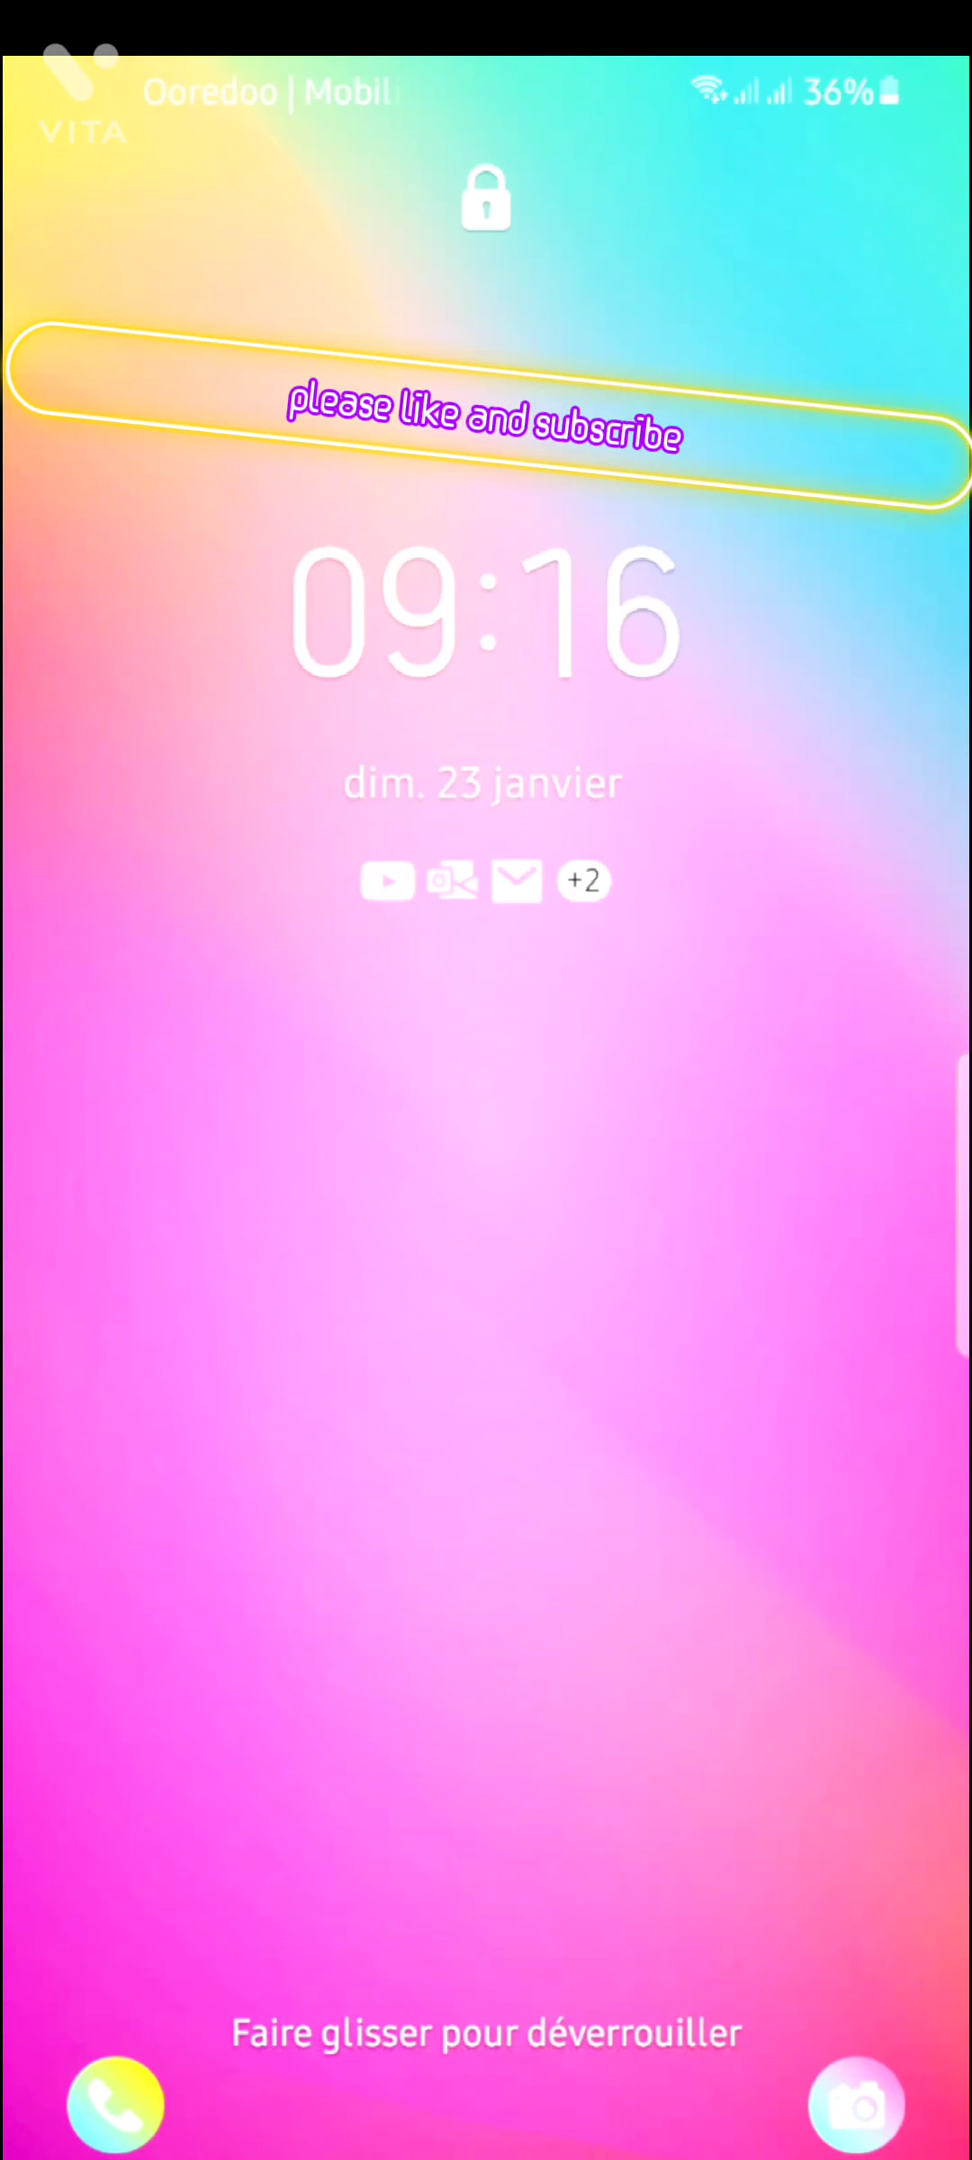 VITA
Ooredoo | Mobil
36%
please like and subscribe
09:16
dim. 23 janvier
+2
Faire glisser pour déverrouiller